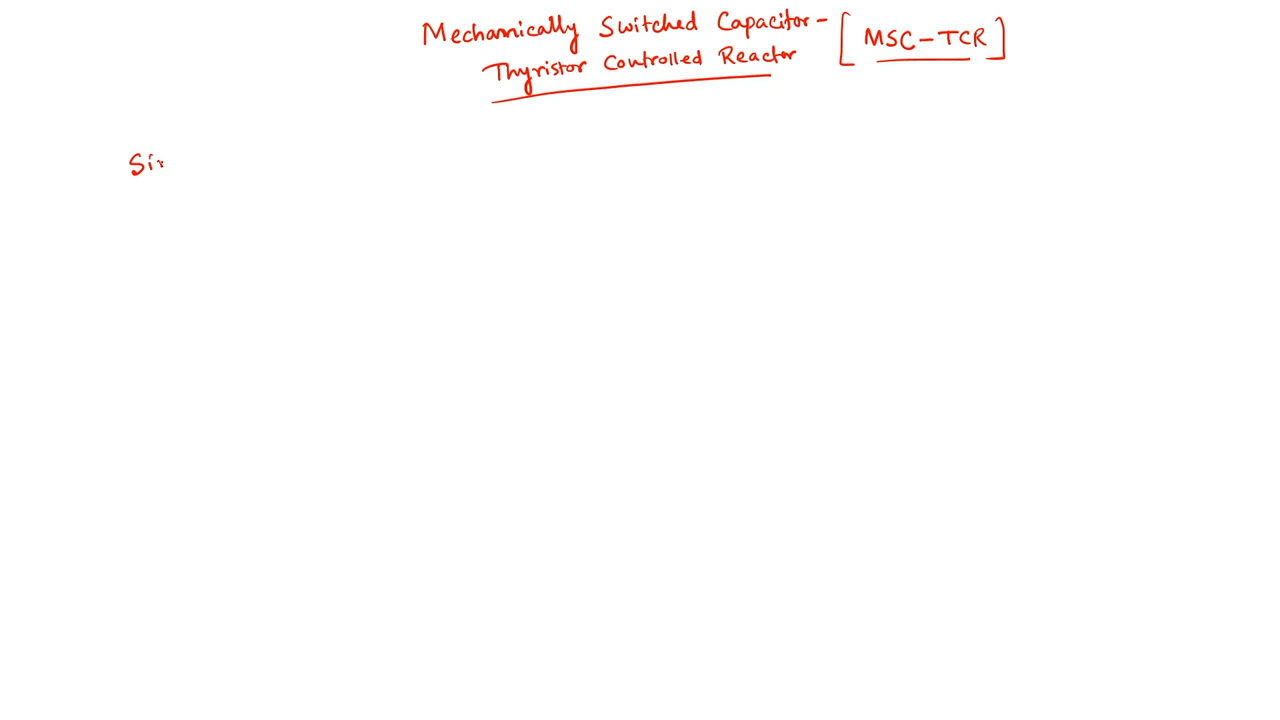 Mechanically Switched Capacitor - [MSC-TCR]
Thyristor Controlled Reactor